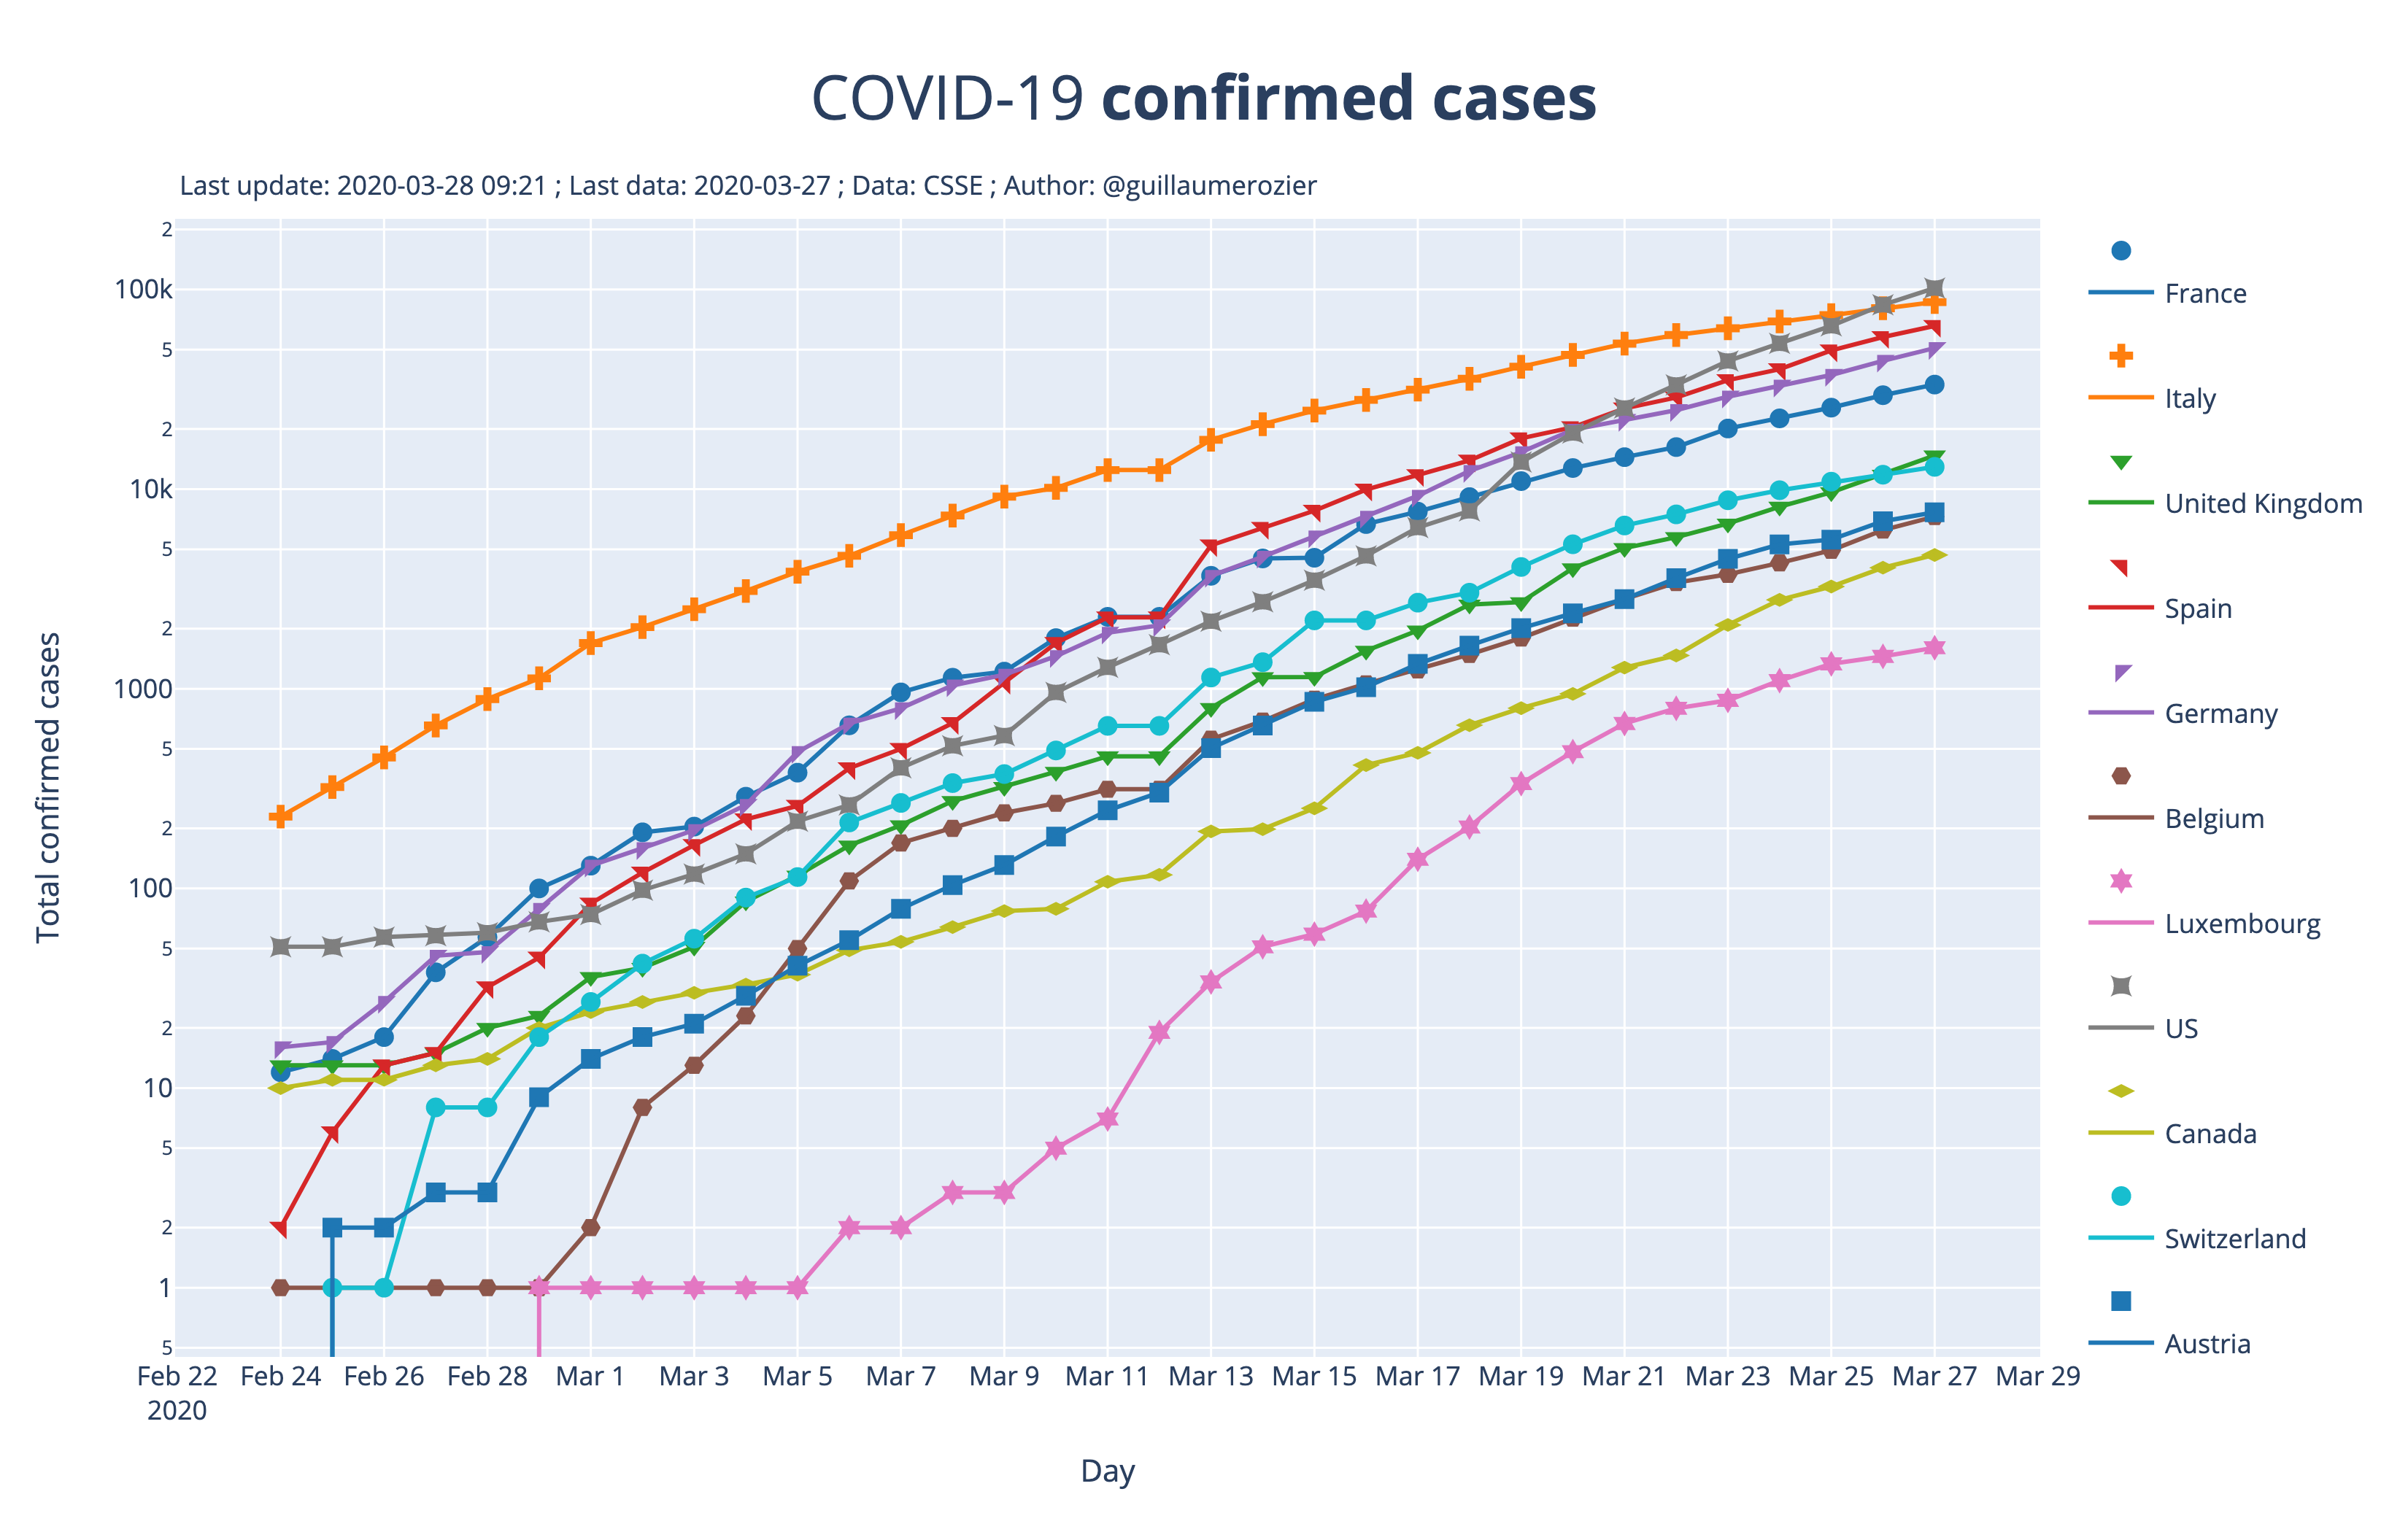 COVID-19 confirmed cases
Last update: 2020-03-28 09:21 ; Last data: 2020-03-27 ; Data: CSSE ; Author: @guillaumerozier
Total confirmed cases
2
100k
5
2
10k
5
2
1000
5
2
100
5
2
10
5
2
1
5
Feb 22 Feb 24 Feb 26 Feb 28 Mar 1 Mar 3 Mar 5 Mar 7 Mar 9 Mar 11 Mar 13 Mar 15 Mar 17 Mar 19 Mar 21 Mar 23 Mar 25 Mar 27 Mar 29
2020
Day
France
Italy
United Kingdom
Spain
Germany
Belgium
Luxembourg
US
Canada
Switzerland
Austria